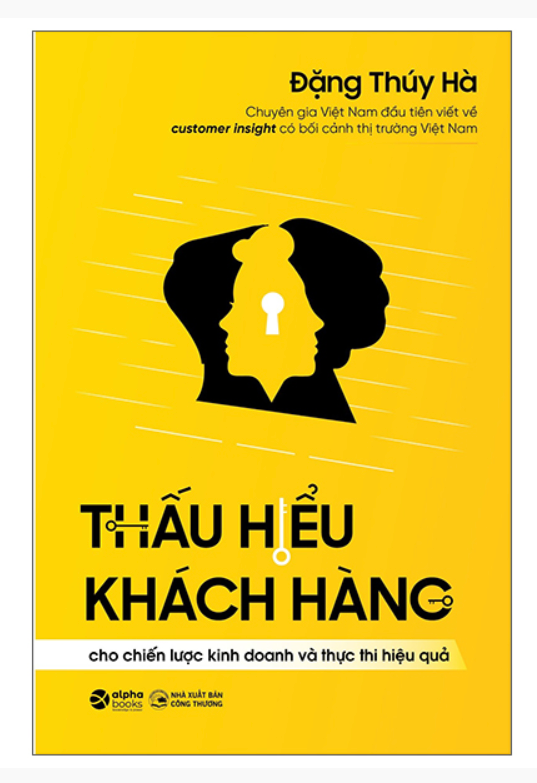 Đặng Thúy Hà
Chuyên gia Việt Nam đầu tiên viết về
customer insight có bối cảnh thị trường Việt Nam
THẤU HIỂU
KHÁCH HÀNG
cho chiến lược kinh doanh và thực thi hiệu quả
alpha
books
NHÀ XUẤT BẢN
CÔNG THƯƠNG